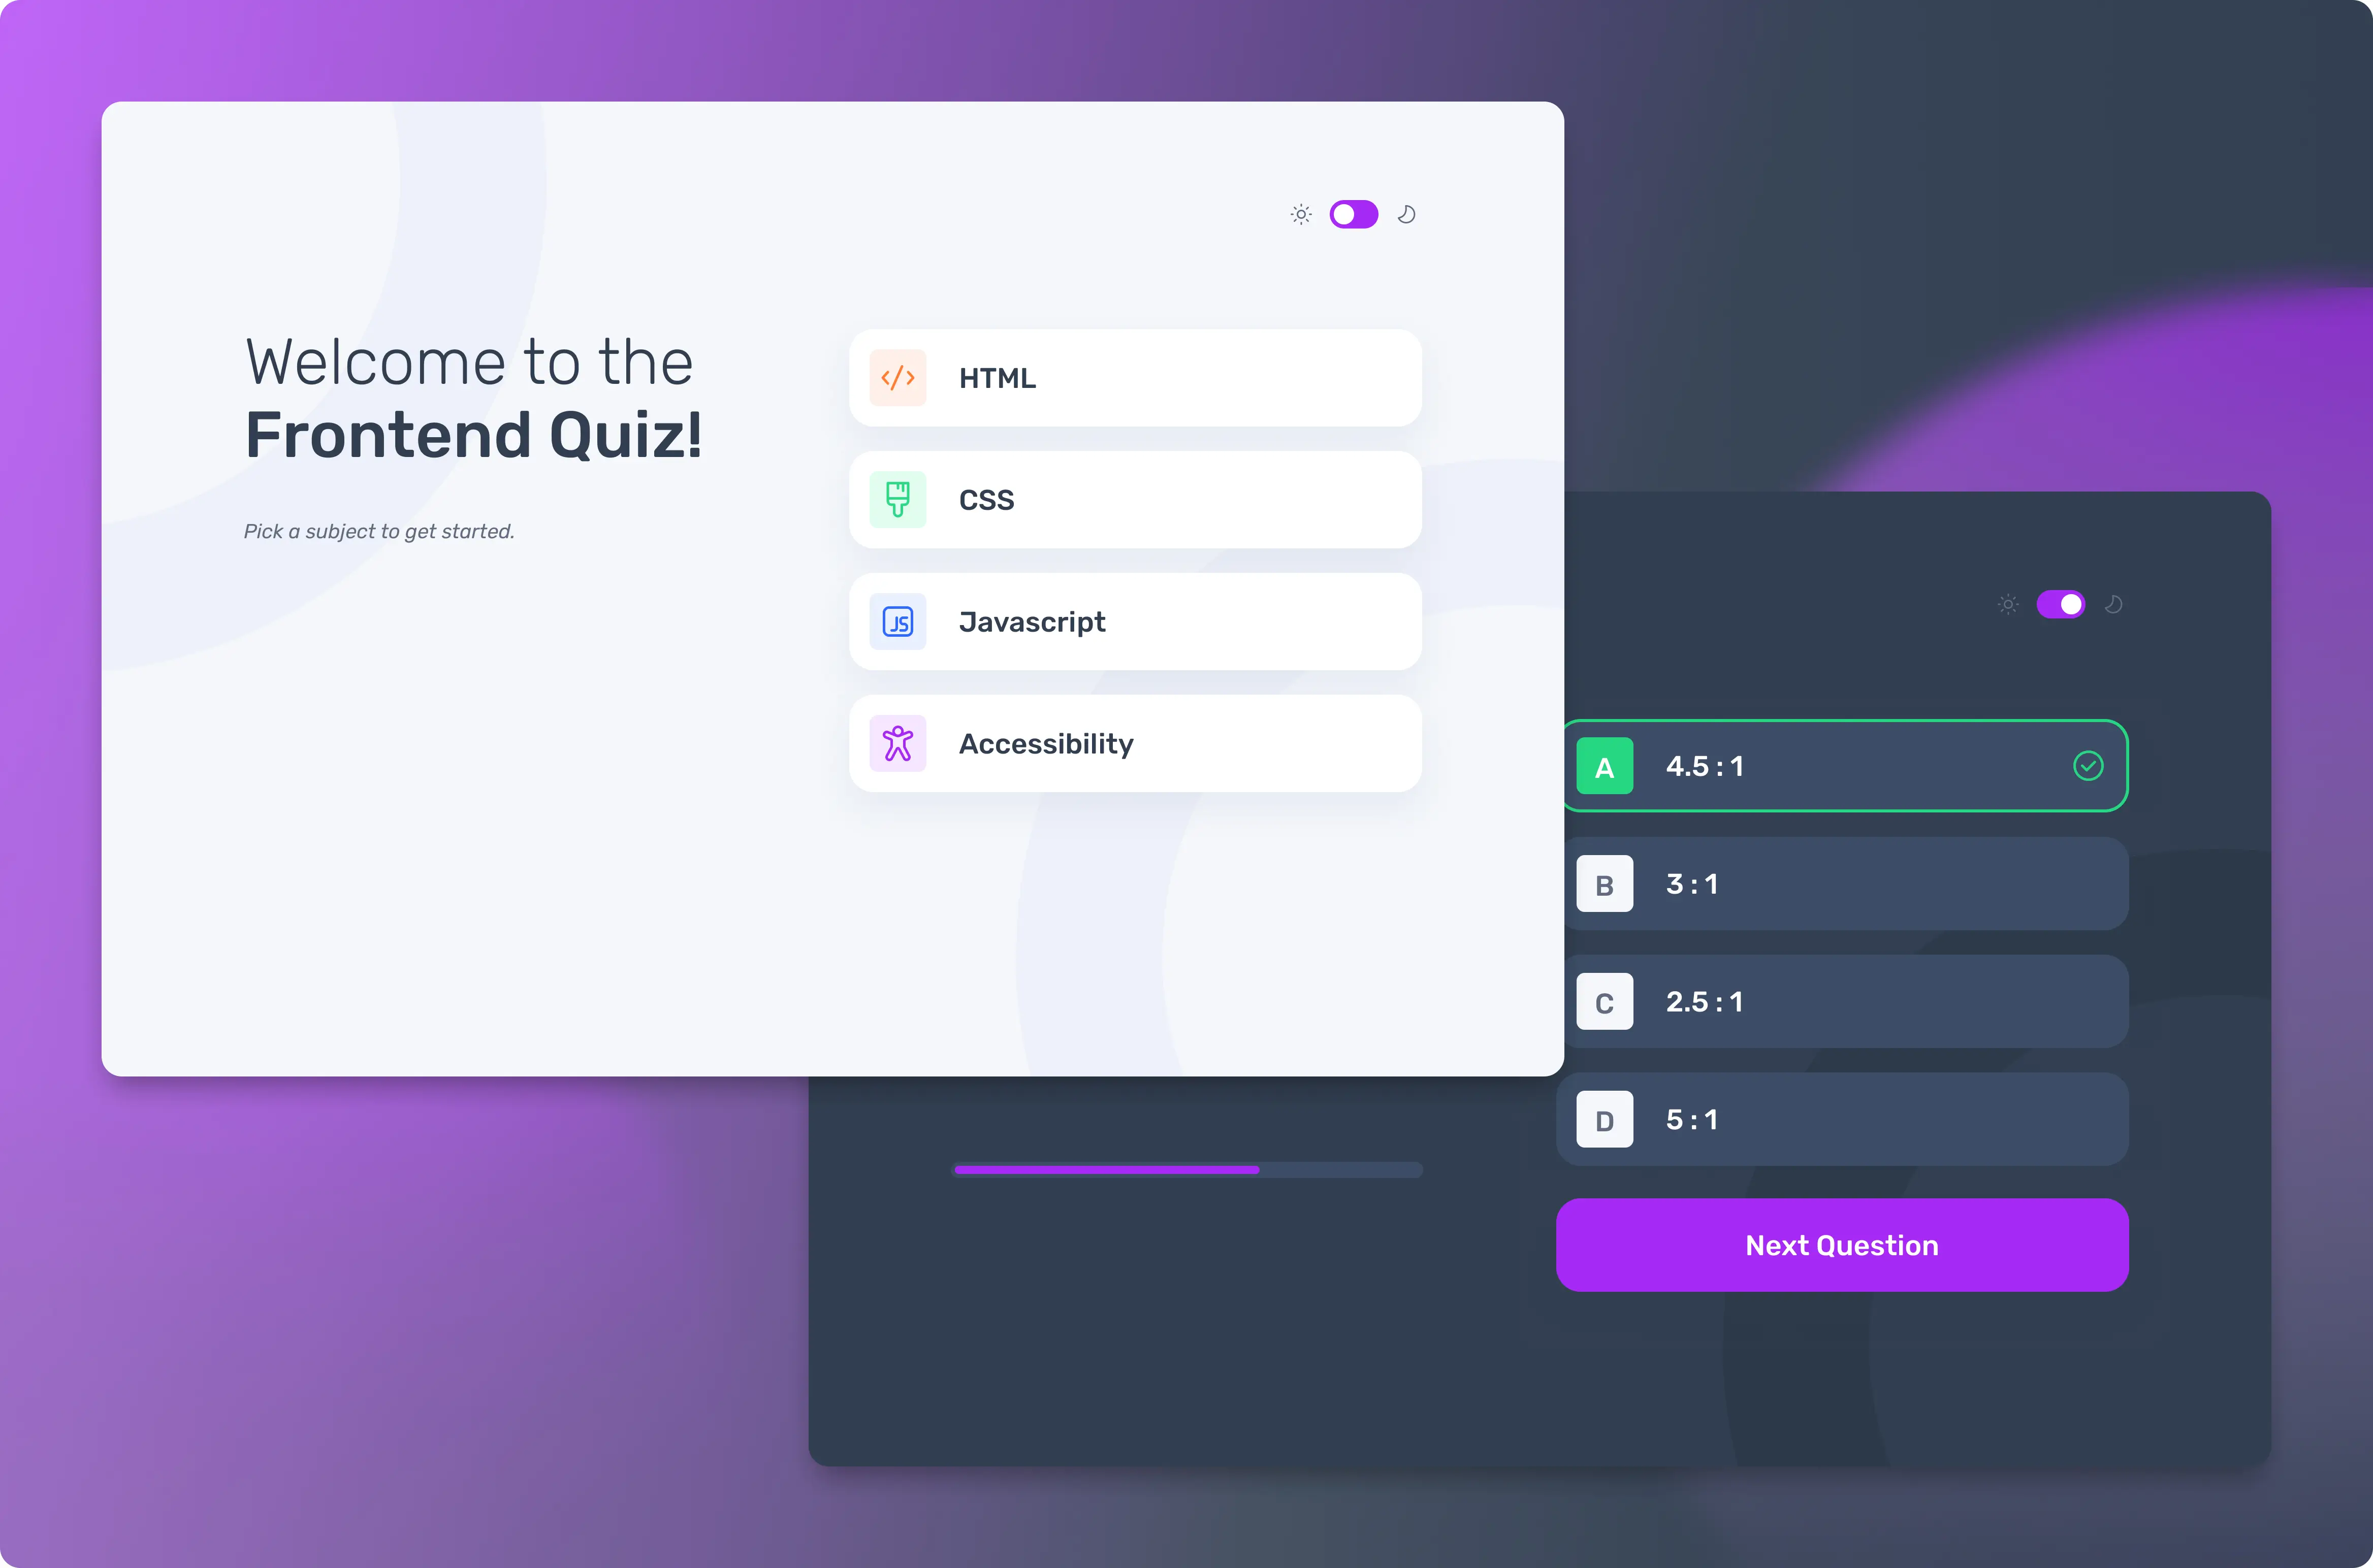 Welcome to the
Frontend Quiz!
Pick a subject to get started.
HTML
CSS
JS
Javascript
Accessibility
A
4.5 : 1
B
3 : 1
C
2.5 : 1
D
5 : 1
Next Question